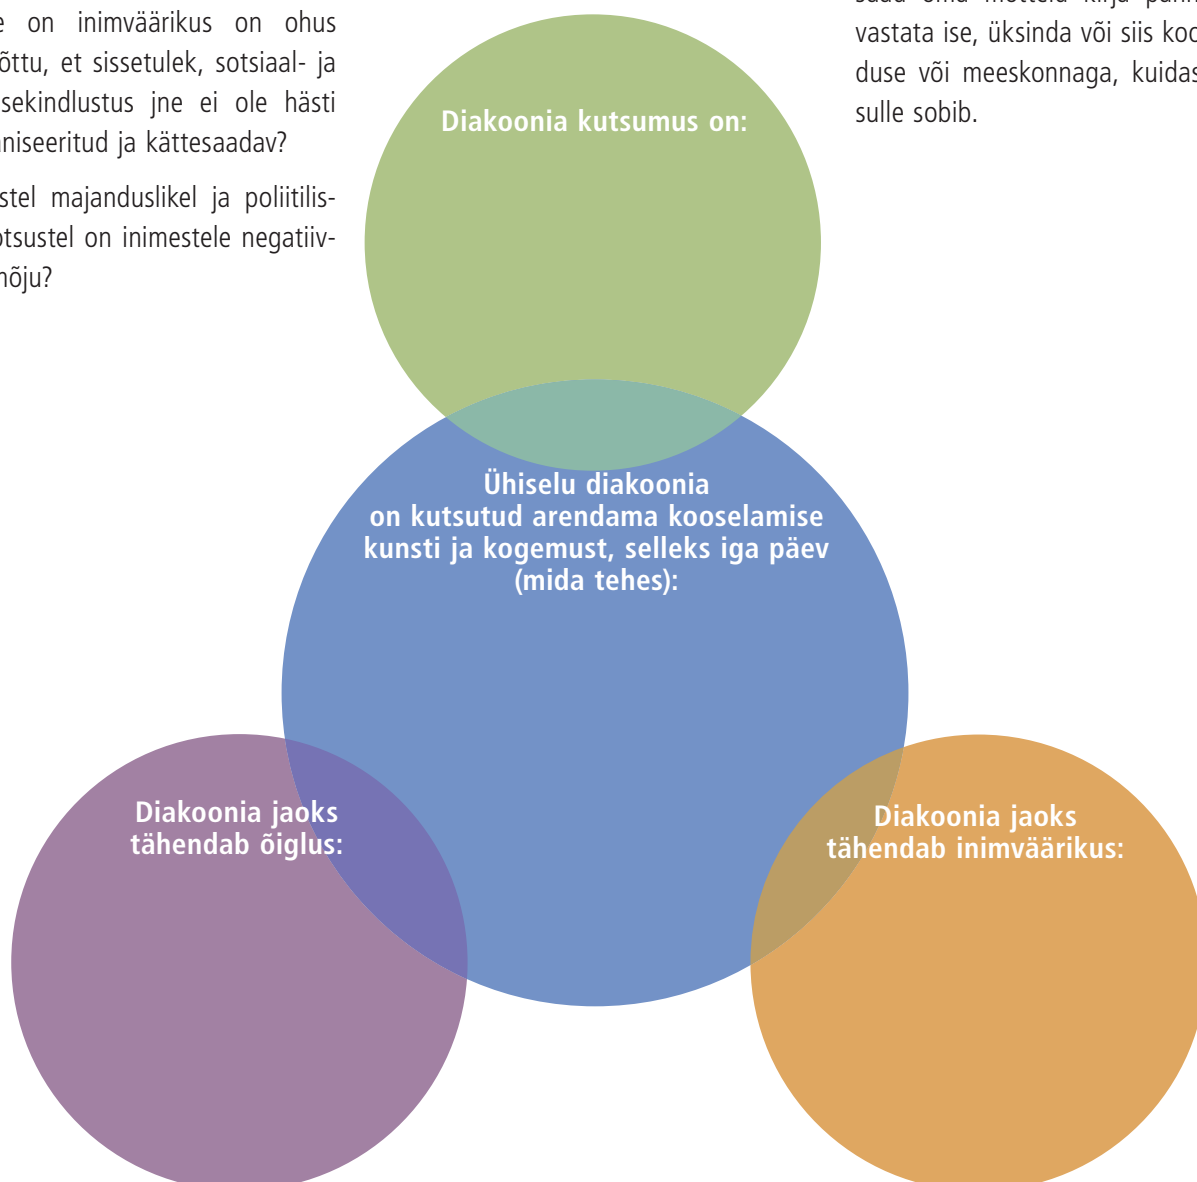 e on inimväärikus on ohus
õttu, et sissetulek, sotsiaal- ja
sekindlustus jne ei ole hästi
niseeritud ja kättesaadav?
stel majanduslikel ja poliitilis-
otsustel on inimestele negatiiv-
mõju?
vastata ise, üksinda või siis koo
duse või meeskonnaga, kuidas
sulle sobib.
Diakoonia kutsumus on:
Ühiselu diakoonia
on kutsutud arendama kooselamise
kunsti ja kogemust, selleks iga päev
(mida tehes):
Diakoonia jaoks
tähendab õiglus:
Diakoonia jaoks
tähendab inimväärikus: